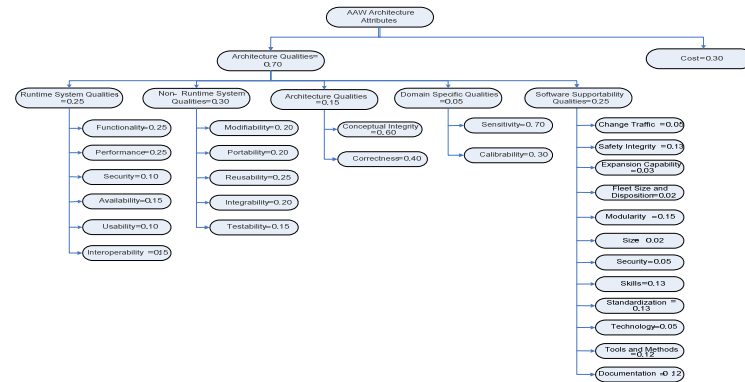 AAW Architecture
Attributes
Architecture Qualities=
0.70
Cost=0.30
Runtime System Qualities
=0.25
Non- Runtime System
Qualities=0.30
Architecture Qualities
=0.15
Domain Specific Qualities
=0.05
Software Supportability
Qualities=0.25
Functionality=0.25
Performance=0.25
Security=0.10
Availability=0.15
Usability=0.10
Interoperability =015
Modifiability=0.20
Portability=0.20
Reusability=0.25
Integrability=0.20
Testability=0.15
Conceptual Integrity
=0.60
Correctness=0.40
Sensitivity=0.70
Calibrability=0.30
Change Traffic =0.05
Safety Integrity =0.13
Expansion Capability
=0.03
Fleet Size and
Disposition=0.02
Modularity =0.15
Size= 0.02
Security=0.05
Skills=0.13
Standardization =
0.13
Technology=0.05
Tools and Methods
=0.12
Documentation =0.12